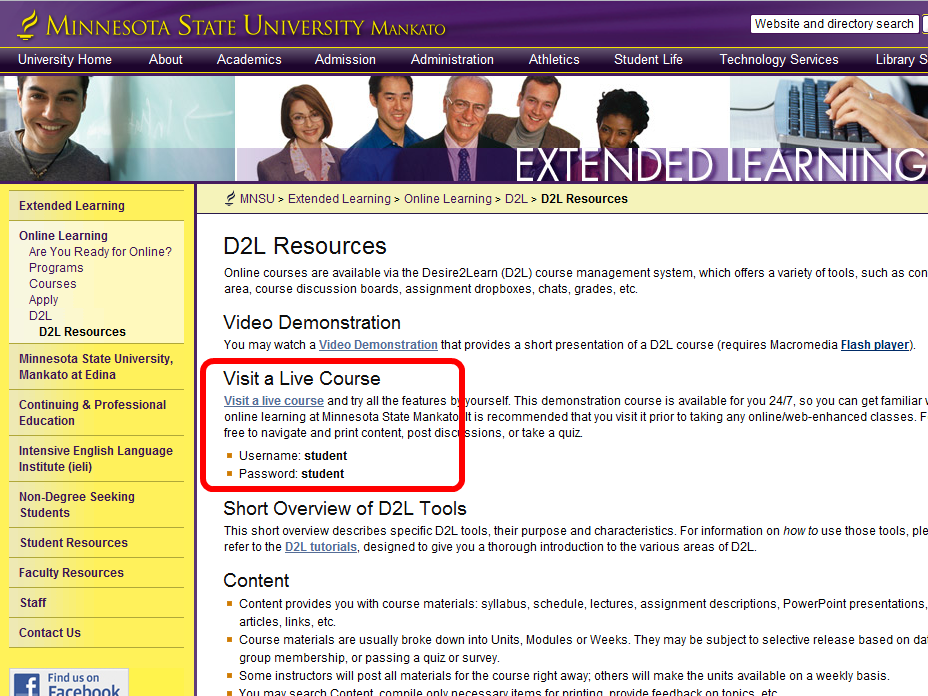 MINNESOTA STATE UNIVERSITY MANKATO
Website and directory search
University Home About Academics Admission Administration Athletics Student Life Technology Services Library S
EXTENDED LEARNING
Extended Learning
Online Learning
Are You Ready for Online?
Programs
Courses
Apply
D2L
D2L Resources
Minnesota State University,
Mankato at Edina
Continuing & Professional
Education
Intensive English Language
Institute (ieli)
Non-Degree Seeking
Students
Student Resources
Faculty Resources
Staff
Contact Us
Find us on
Facebook
MNSU > Extended Learning > Online Learning > D2L > D2L Resources
D2L Resources
Online courses are available via the Desire2Learn (D2L) course management system, which offers a variety of tools, such as con
area, course discussion boards, assignment dropboxes, chats, grades, etc.
Video Demonstration
You may watch a Video Demonstration that provides a short presentation of a D2L course (requires Macromedia Flash player).
Visit a Live Course
Visit a live course and try all the features by yourself. This demonstration course is available for you 24/7, so you can get familiar
online learning at Minnesota State Mankato. It is recommended that you visit it prior to taking any online/web-enhanced classes. F
free to navigate and print content, post discussions, or take a quiz.
Username: student
Password: student
Short Overview of D2L Tools
This short overview describes specific D2L tools, their purpose and characteristics. For information on how to use those tools, ple
refer to the D2L tutorials, designed to give you a thorough introduction to the various areas of D2L.
Content
Content provides you with course materials: syllabus, schedule, lectures, assignment descriptions, PowerPoint presentations,
articles, links, etc.
Course materials are usually broke down into Units, Modules or Weeks. They may be subject to selective release based on da
group membership, or passing a quiz or survey.
Some instructors will post all materials for the course right away; others will make the units available on a weekly basis.
You may search Content, compile only necessary items for printing, provide feedback on topics, etc.